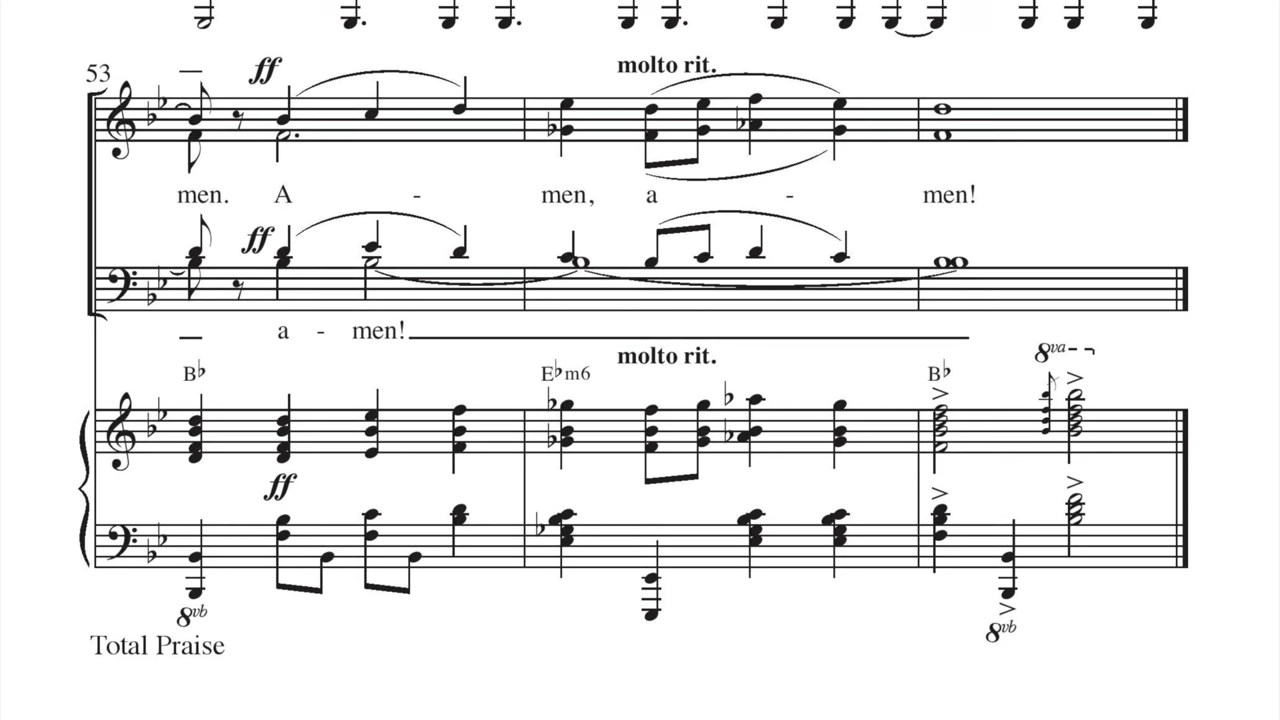 53
ff
molto rit.
men. A - men, a - men!
ff
a - men!
molto rit.
8va
B♭ E♭m6 B♭
ff
8vb
8vb
Total Praise